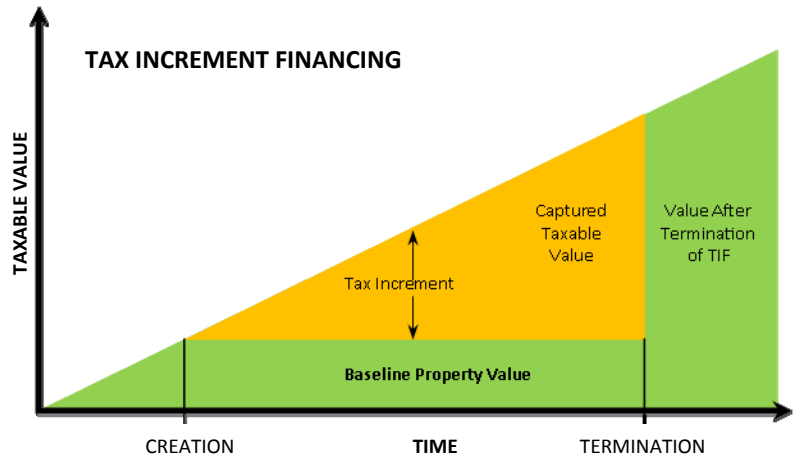 TAX INCREMENT FINANCING
TAXABLE VALUE
Captured
Taxable
Value
Value After
Termination
of TIF
Tax Increment
Baseline Property Value
CREATION
TIME
TERMINATION